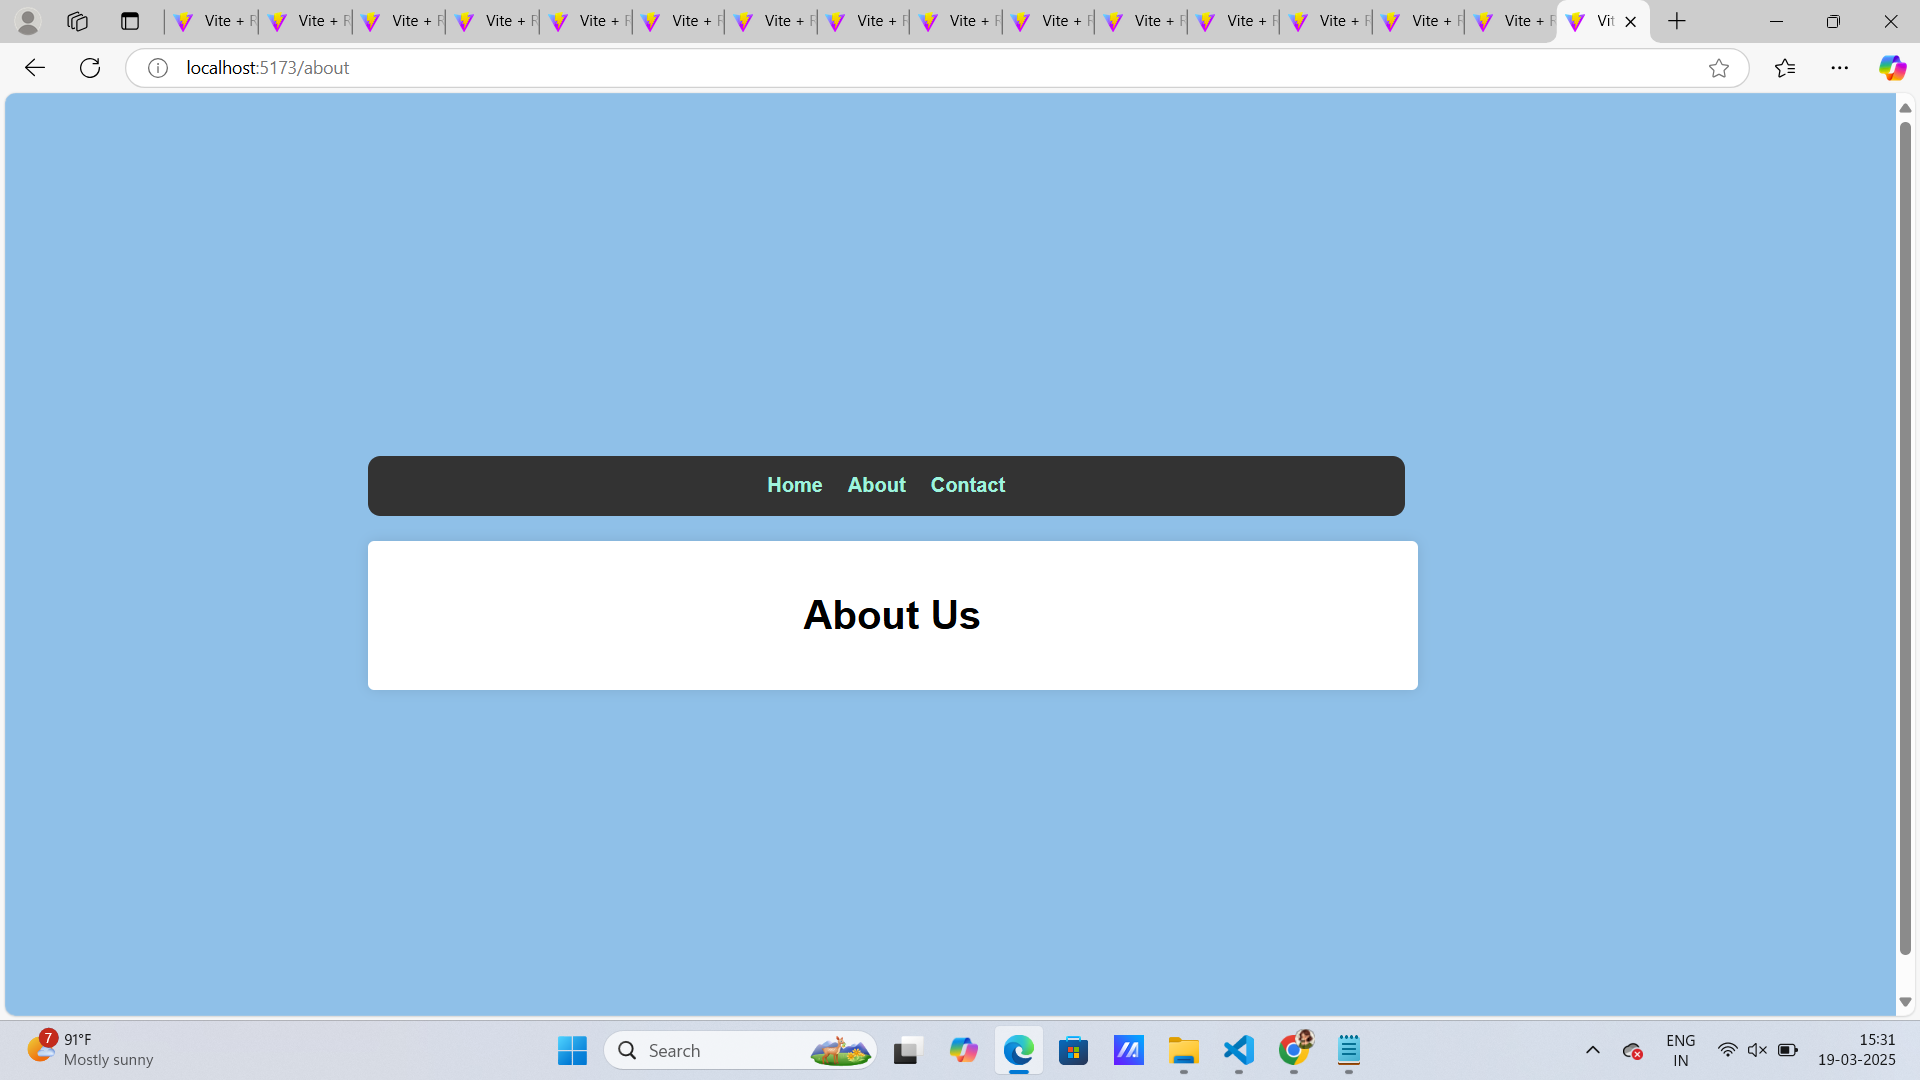 Vite + R Vite + R Vite + R Vite + R Vite + R Vite + R Vite + R Vite + R Vite + R Vite + R Vite + R Vite + R Vite + R Vite + R Vite + R Vit
localhost:5173/about
Home About Contact
About Us
7
91°F
Mostly sunny
Search
ENG
IN
15:31
19-03-2025